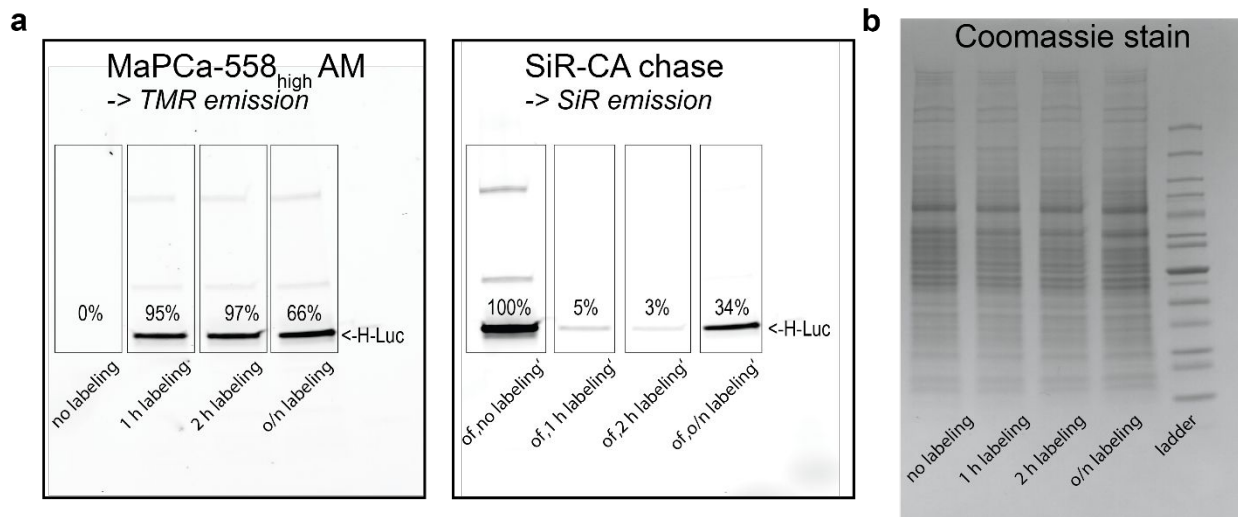 a
MaPCa-558high AM
-> TMR emission
0%
95%
97%
66%
<-H-Luc
no labeling
1 h labeling
2 h labeling
o/n labeling
SiR-CA chase
-> SiR emission
100%
5%
3%
34%
<-H-Luc
of‚no labeling‘
of‚1 h labeling‘
of‚2 h labeling‘
of‚o/n labeling‘
b
Coomassie stain
no labeling
1 h labeling
2 h labeling
o/n labeling
ladder